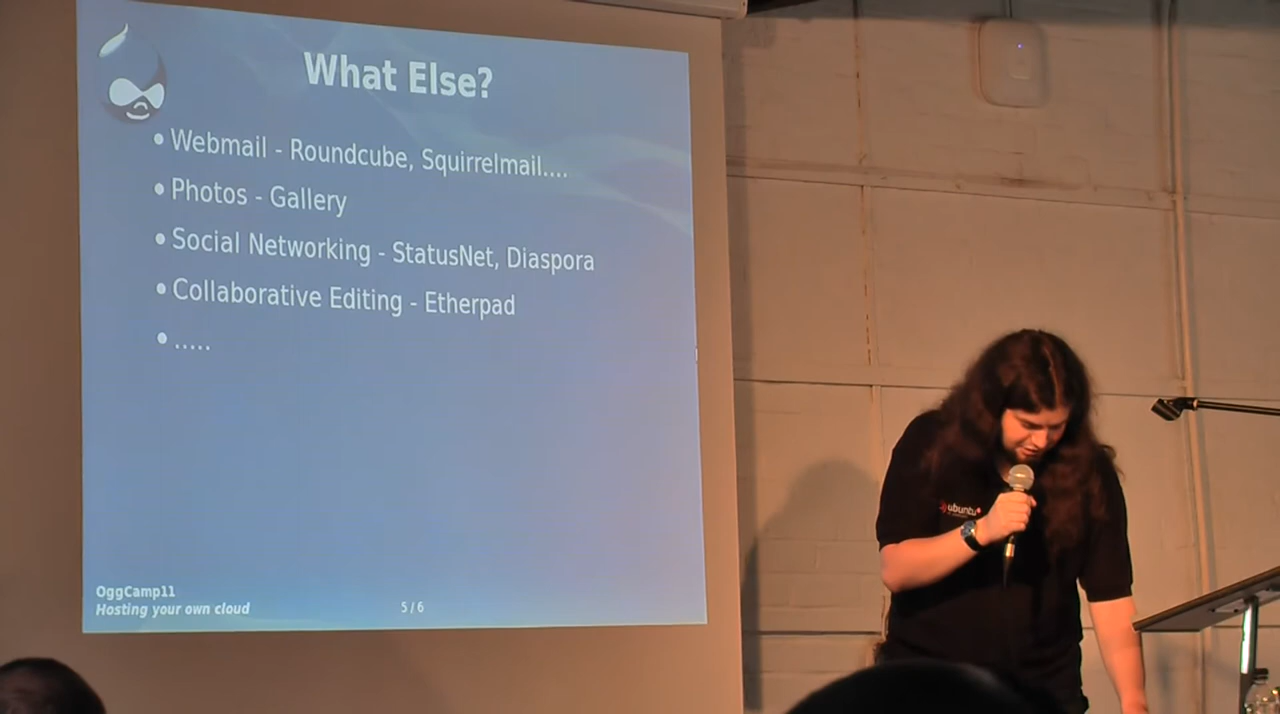 What Else?
• Webmail - Roundcube, Squirrelmail....
• Photos - Gallery
• Social Networking - StatusNet, Diaspora
• Collaborative Editing - Etherpad
• .....
OggCamp11
Hosting your own cloud
5 / 6
ubuntu